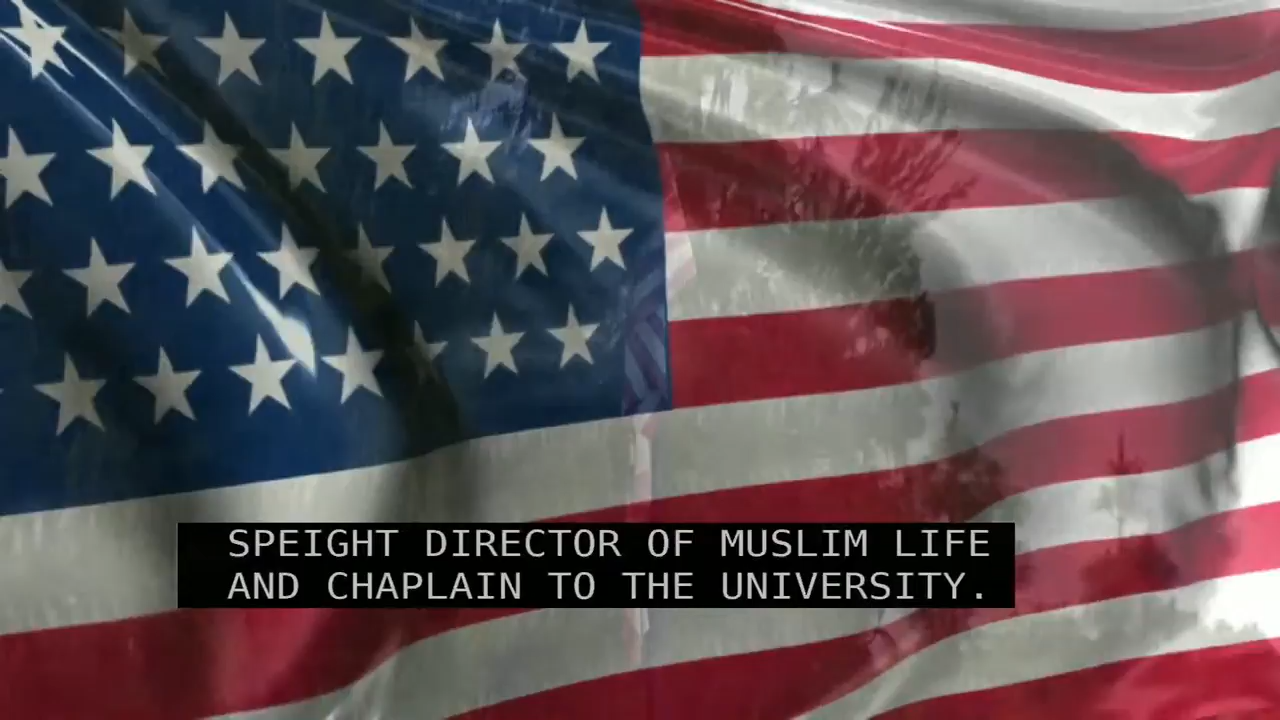 SPEIGHT DIRECTOR OF MUSLIM LIFE
AND CHAPLAIN TO THE UNIVERSITY.